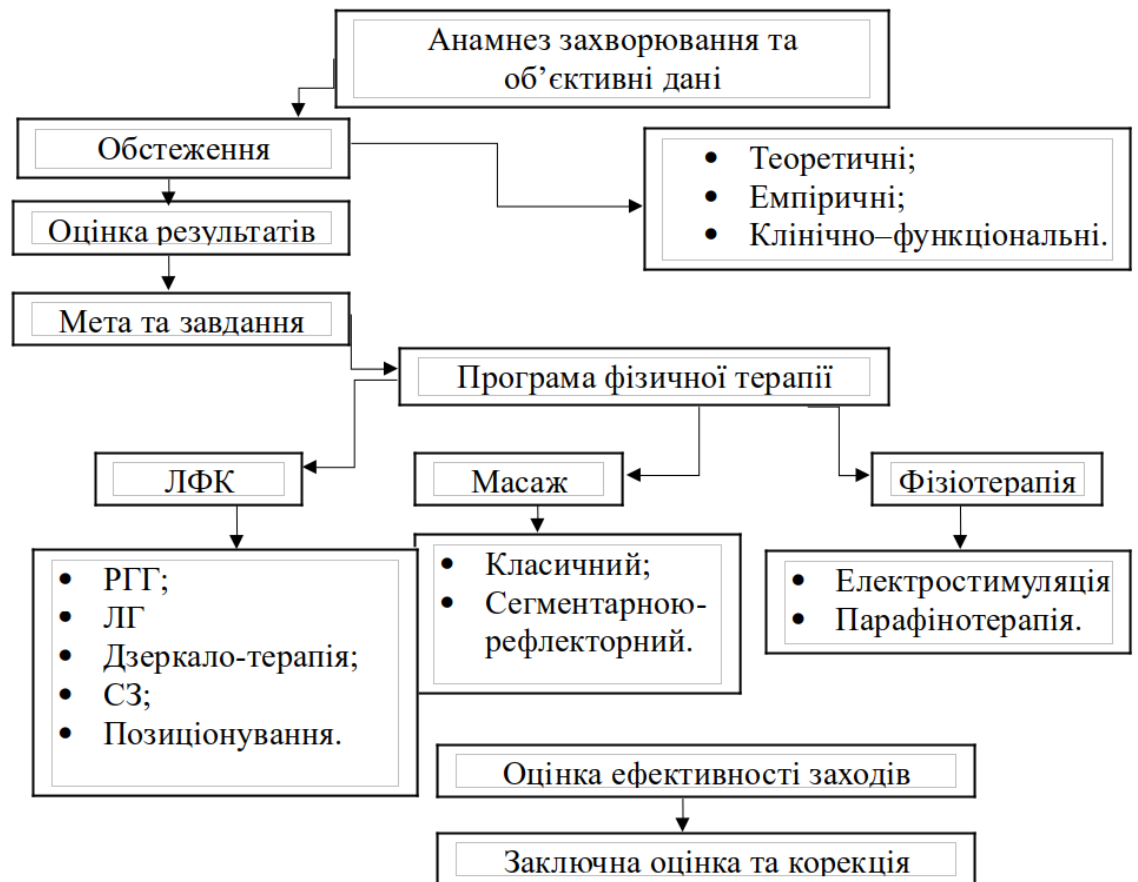 Анамнез захворювання та
об’єктивні дані
Обстеження
• Теоретичні;
• Емпіричні;
• Клінічно–функціональні.
Оцінка результатів
Мета та завдання
Програма фізичної терапії
ЛФК
Масаж
Фізіотерапія
• РГГ;
• ЛГ
• Дзеркало-терапія;
• СЗ;
• Позиціонування.
• Класичний;
• Сегментарною-
рефлекторний.
• Електростимуляція
• Парафінотерапія.
Оцінка ефективності заходів
Заключна оцінка та корекція